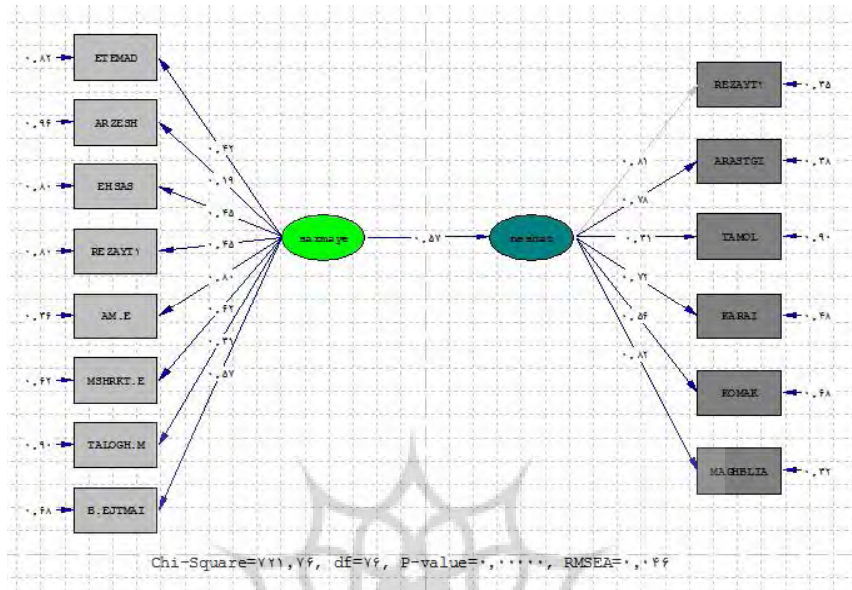 ۰,۸۲ ETEMAD
۰,۹۶ ARZESH
۰,۸۰ EHSAS
۰,۸۰ REZAYT۱
۰,۳۶ AM.E
۰,۶۲ MSHRKT.E
۰,۹۰ TALOGH.M
۰,۶۸ B.EJTMAI
۰,۴۲
۰,۱۹
۰,۴۵
۰,۴۵
۰,۸۰
۰,۶۲
۰,۳۱
۰,۵۷
sarmaye
۰,۵۷
neshat
۰,۸۱
۰,۷۸
۰,۳۱
۰,۷۲
۰,۵۶
۰,۸۲
REZAYT۲ ۰,۳۵
ARASTGI ۰,۳۸
TAMOL ۰,۹۰
KARAI ۰,۴۸
KOMAK ۰,۶۸
MAGHBLIA ۰,۳۲
Chi-Square=۷۲۱,۷۶, df=۷۶, P-value=۰,۰۰۰۰۰, RMSEA=۰,۰۴۶